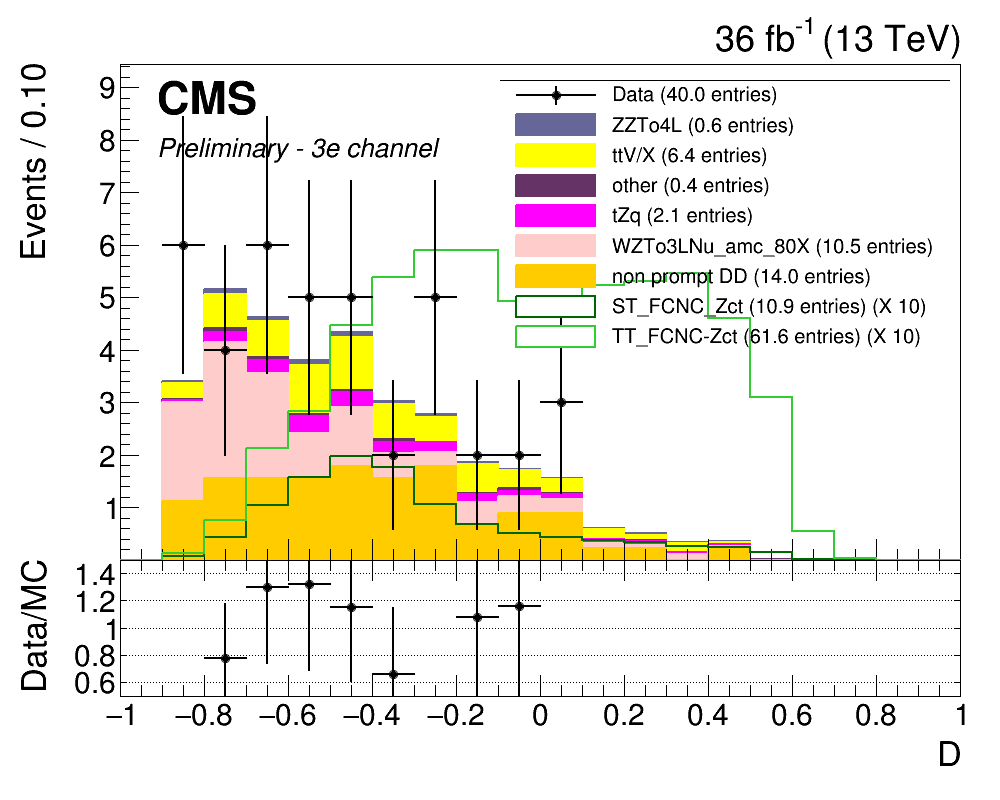 36 fb-1 (13 TeV)
Events / 0.10
9
8
7
6
5
4
3
2
1
CMS
Preliminary - 3e channel
Data (40.0 entries)
ZZTo4L (0.6 entries)
ttV/X (6.4 entries)
other (0.4 entries)
tZq (2.1 entries)
WZTo3LNu_amc_80X (10.5 entries)
non prompt DD (14.0 entries)
ST_FCNC_Zct (10.9 entries) (X 10)
TT_FCNC-Zct (61.6 entries) (X 10)
Data/MC
1.4
1.2
1
0.8
0.6
−1 −0.8 −0.6 −0.4 −0.2 0 0.2 0.4 0.6 0.8 1
D